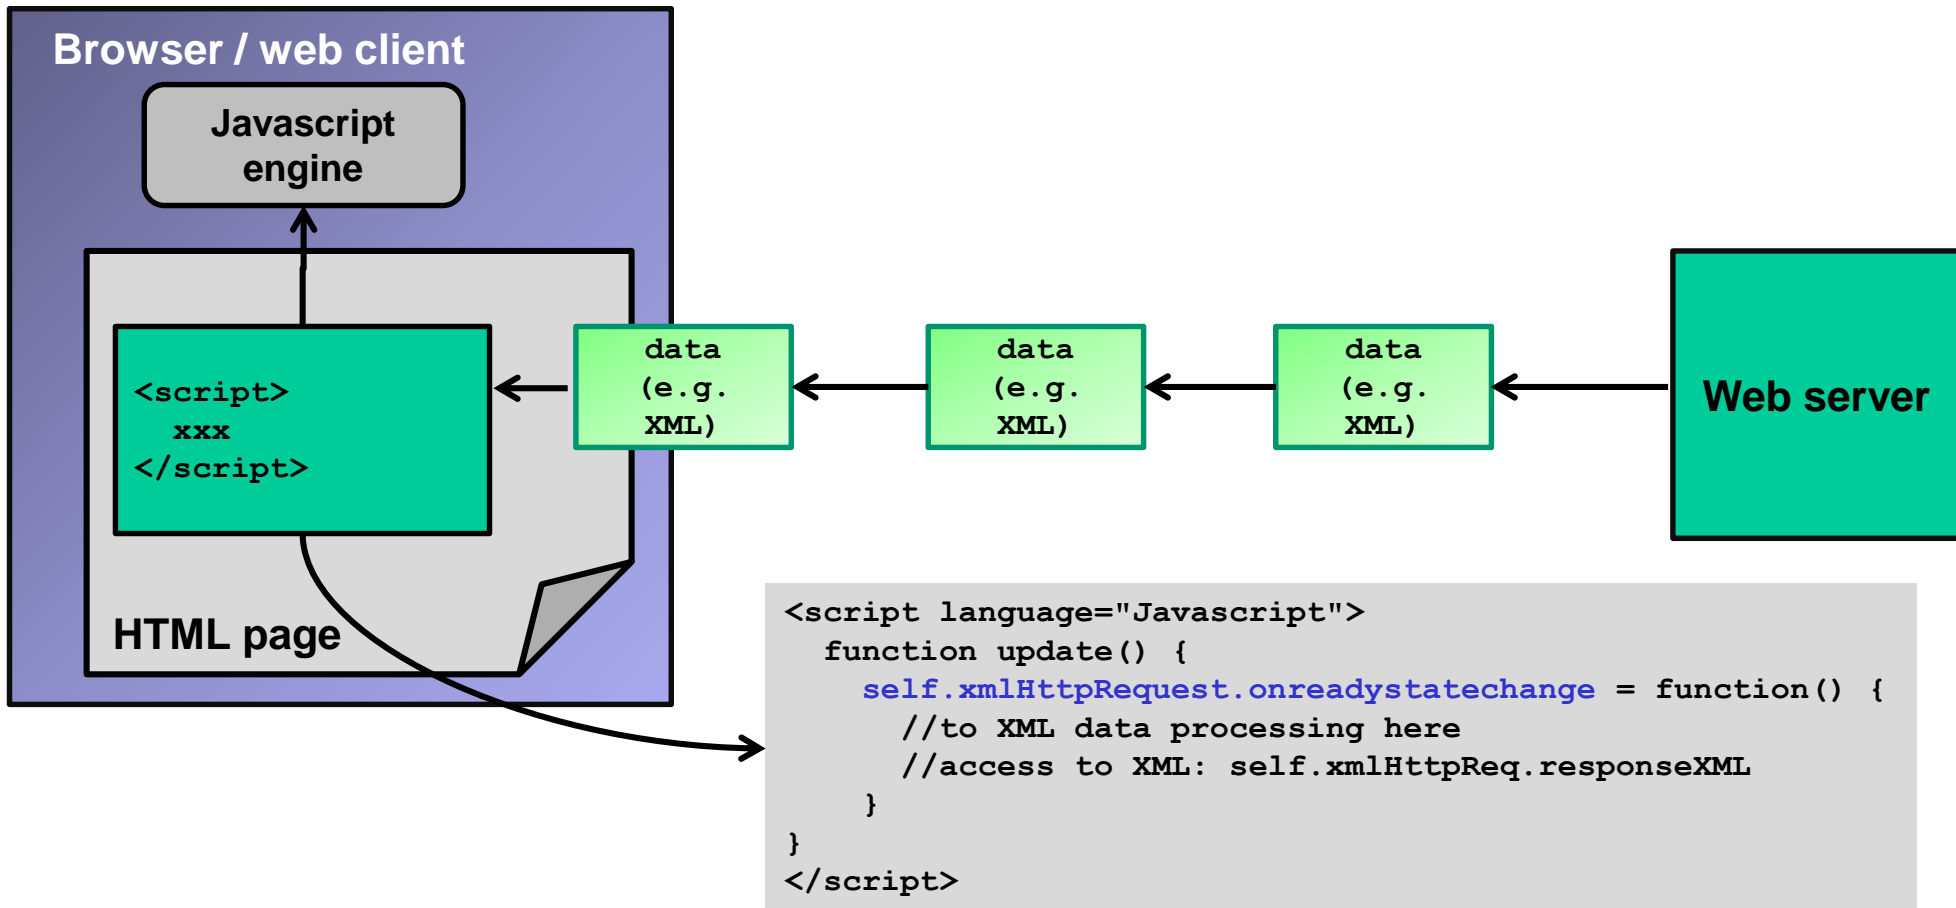 Browser / web client
Javascript
engine
<script>
xxx
</script>
HTML page
data
(e.g.
XML)
data
(e.g.
XML)
data
(e.g.
XML)
Web server
<script language="Javascript">
function update() {
self.xmlHttpRequest.onreadystatechange = function() {
//to XML data processing here
//access to XML: self.xmlHttpReq.responseXML
}
}
</script>